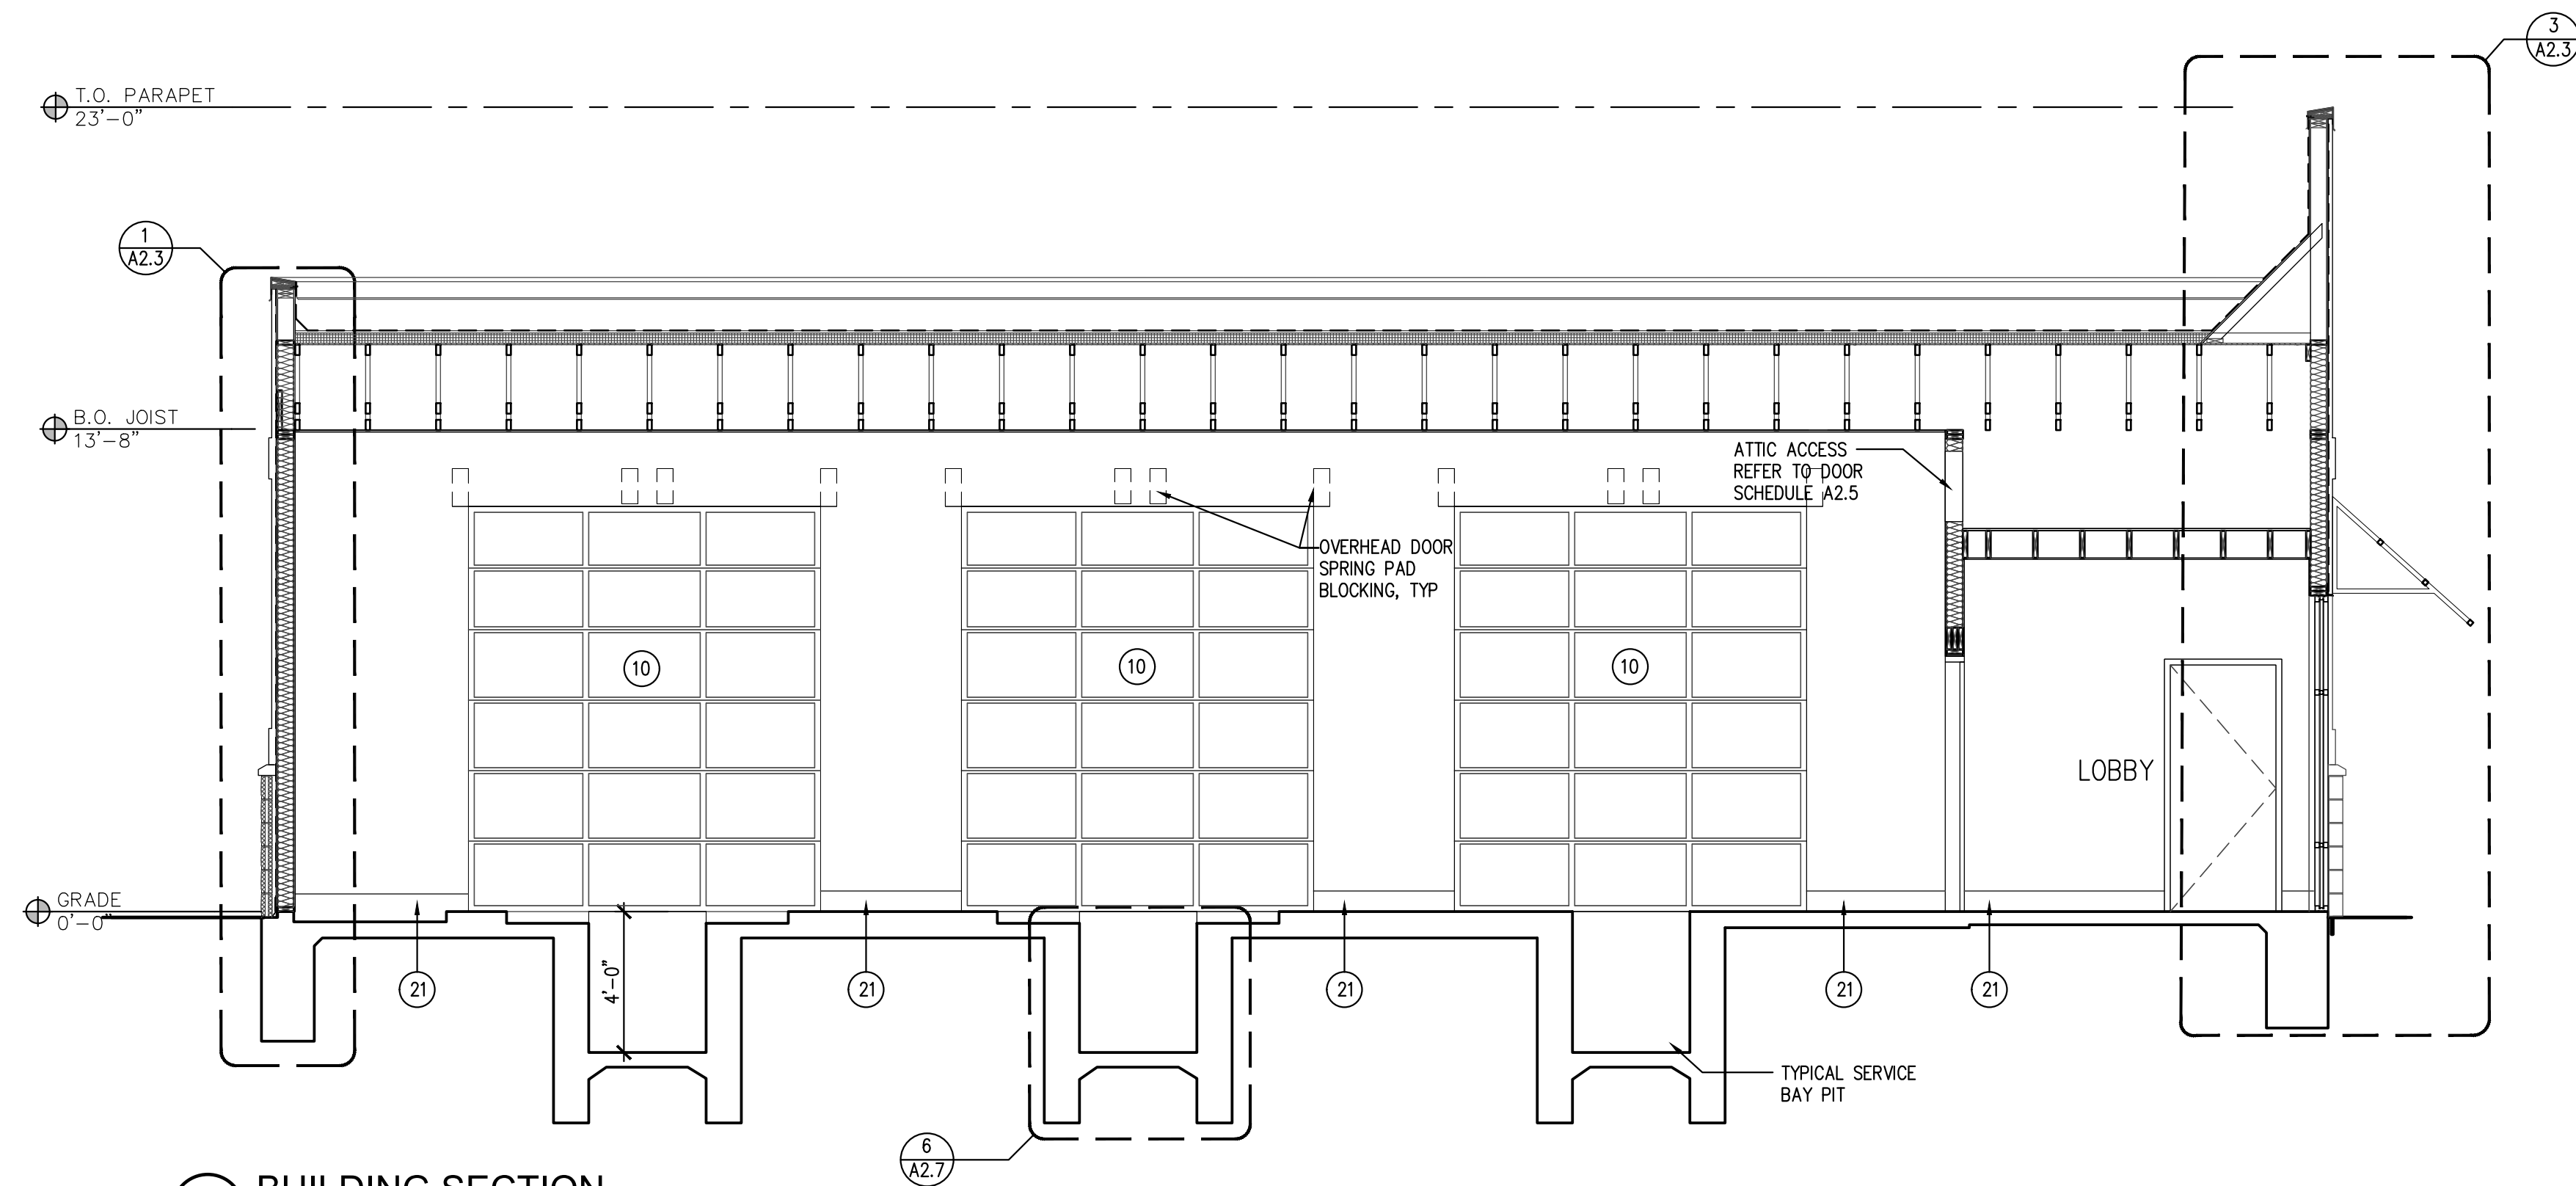 3
A2.3
T.O. PARAPET
23'-0"
1
A2.3
B.O. JOIST
13'-8"
ATTIC ACCESS
REFER TO DOOR
SCHEDULE A2.5
OVERHEAD DOOR
SPRING PAD
BLOCKING, TYP
10
10
10
LOBBY
GRADE
0'-0"
4'-0"
21
21
21
21
21
TYPICAL SERVICE
BAY PIT
6
A2.7
BUILDING SECTION